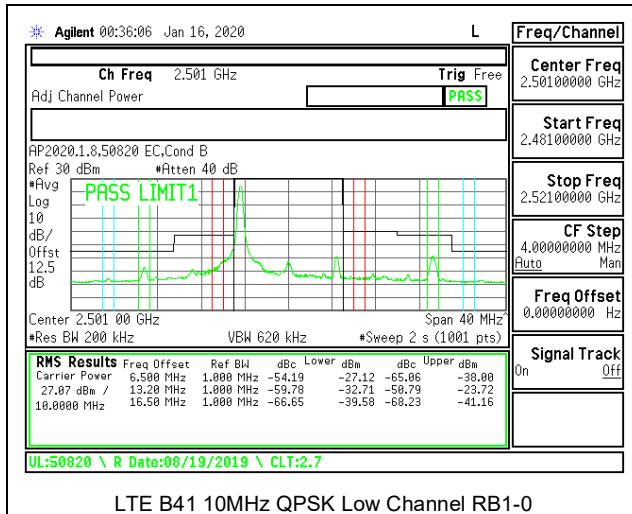 Agilent 00:36:06 Jan 16, 2020 L
Freq/Channel
Ch Freq 2.501 GHz Trig Free
Adj Channel Power PASS
Center Freq
2.50100000 GHz
Start Freq
2.48100000 GHz
Stop Freq
2.52100000 GHz
CF Step
4.00000000 MHz
Auto Man
Freq Offset
0.00000000 Hz
Signal Track
On Off
AP2020.1.8,50820 EC,Cond B
Ref 30 dBm #Atten 40 dB
#Avg
Log
10
dB/
Offst
12.5
dB
PASS LIMIT1
Center 2.501 00 GHz Span 40 MHz
#Res BW 200 kHz VBW 620 kHz #Sweep 2 s (1001 pts)
RMS Results Freq Offset Ref BW dBc Lower dBm dBc Upper dBm
Carrier Power 6.500 MHz 1.000 MHz -54.19 -27.12 -65.06 -38.00
27.07 dBm / 13.20 MHz 1.000 MHz -59.78 -32.71 -50.79 -23.72
10.0000 MHz 16.50 MHz 1.000 MHz -66.65 -39.58 -68.23 -41.16
UL:50820 \ R Date:08/19/2019 \ CLT:2.7
LTE B41 10MHz QPSK Low Channel RB1-0